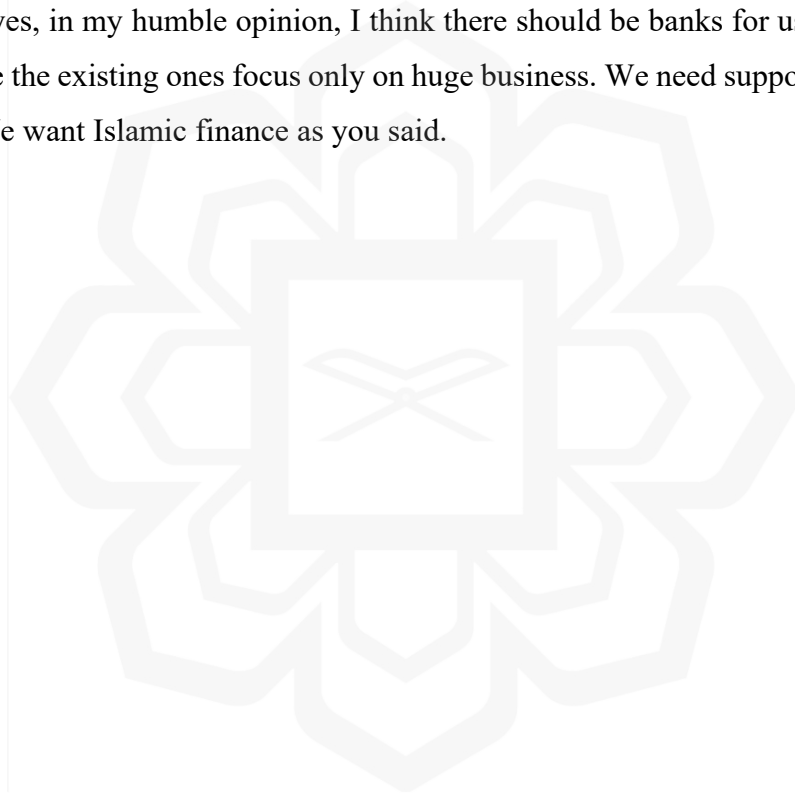 yes, in my humble opinion, I think there should be banks for us
the existing ones focus only on huge business. We need
want Islamic finance as you said.